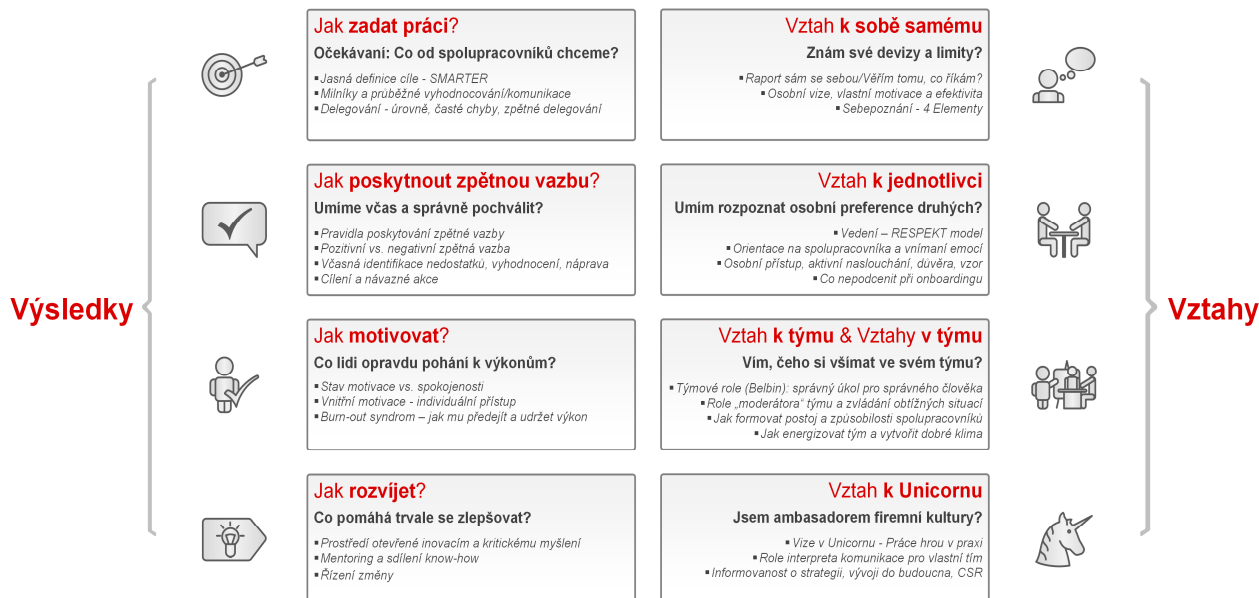 Výsledky
Jak zadat práci?
Očekávaní: Co od spolupracovníků chceme?
▪ Jasná definice cíle - SMARTER
▪ Milníky a průběžné vyhodnocování/komunikace
▪ Delegování - úrovně, časté chyby, zpětné delegování
Jak poskytnout zpětnou vazbu?
Umíme včas a správně pochválit?
▪ Pravidla poskytování zpětné vazby
▪ Pozitivní vs. negativní zpětná vazba
▪ Včasná identifikace nedostatků, vyhodnocení, náprava
▪ Cílení a návazné akce
Jak motivovat?
Co lidi opravdu pohání k výkonům?
▪ Stav motivace vs. spokojenosti
▪ Vnitřní motivace - individuální přístup
▪ Burn-out syndrom – jak mu předejít a udržet výkon
Jak rozvíjet?
Co pomáhá trvale se zlepšovat?
▪ Prostředí otevřené inovacím a kritickému myšlení
▪ Mentoring a sdílení know-how
▪ Řízení změny
Vztah k sobě samému
Znám své devizy a limity?
▪ Raport sám se sebou/Věřím tomu, co říkám?
▪ Osobní vize, vlastní motivace a efektivita
▪ Sebepoznání - 4 Elementy
Vztah k jednotlivci
Umím rozpoznat osobní preference druhých?
▪ Vedení – RESPEKT model
▪ Orientace na spolupracovníka a vnímaní emocí
▪ Osobní přístup, aktivní naslouchání, důvěra, vzor
▪ Co nepodcenit při onboardingu
Vztah k týmu & Vztahy v týmu
Vím, čeho si všímat ve svém týmu?
▪ Týmové role (Belbin): správný úkol pro správného člověka
▪ Role „moderátora" týmu a zvládání obtížných situací
▪ Jak formovat postoj a způsobilosti spolupracovníků
▪ Jak energizovat tým a vytvořit dobré klima
Vztah k Unicornu
Jsem ambasadorem firemní kultury?
▪ Vize v Unicornu - Práce hrou v praxi
▪ Role interpreta komunikace pro vlastní tím
▪ Informovanost o strategii, vývoji do budoucna, CSR
Vztahy